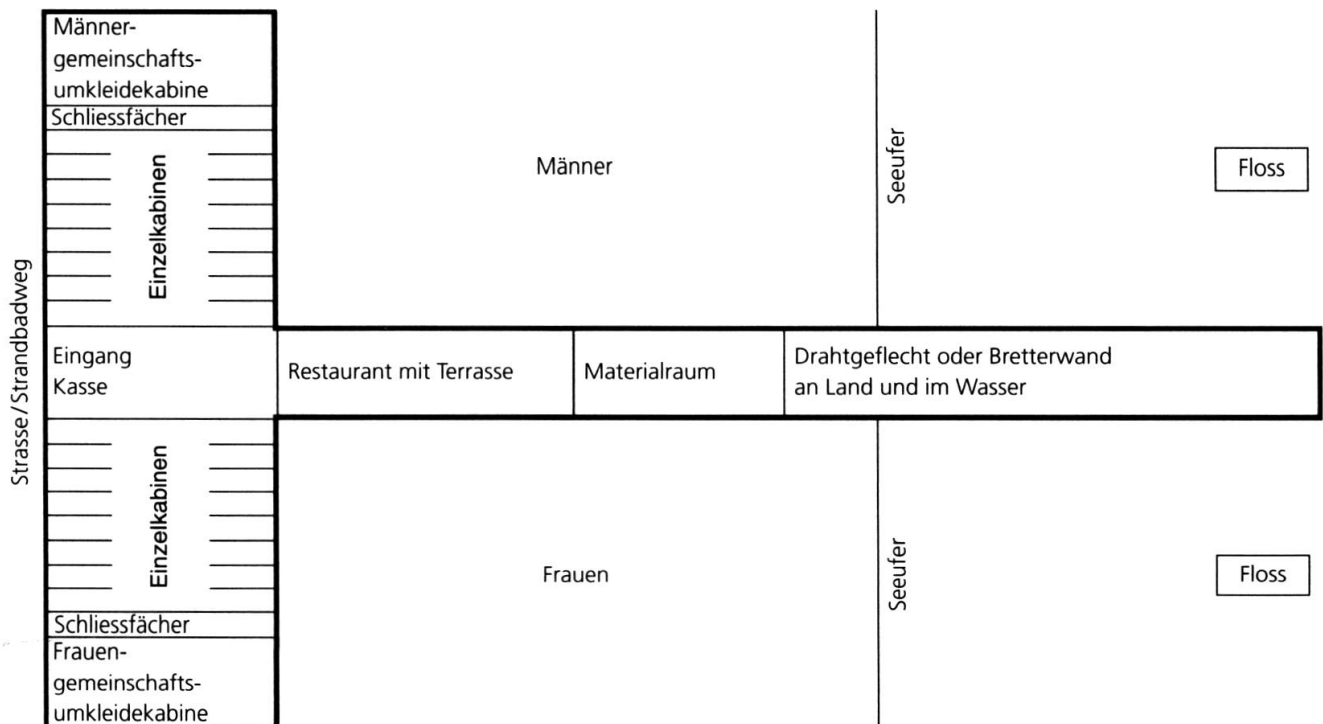 Männer-
gemeinschafts-
umkleidekabine
Schliessfächer
Einzelkabinen
Männer
Seeufer
Floss
Strasse/Strandbadweg
Eingang
Kasse
Restaurant mit Terrasse
Materialraum
Drahtgeflecht oder Bretterwand
an Land und im Wasser
Einzelkabinen
Frauen
Seeufer
Floss
Schliessfächer
Frauen-
gemeinschafts-
umkleidekabine